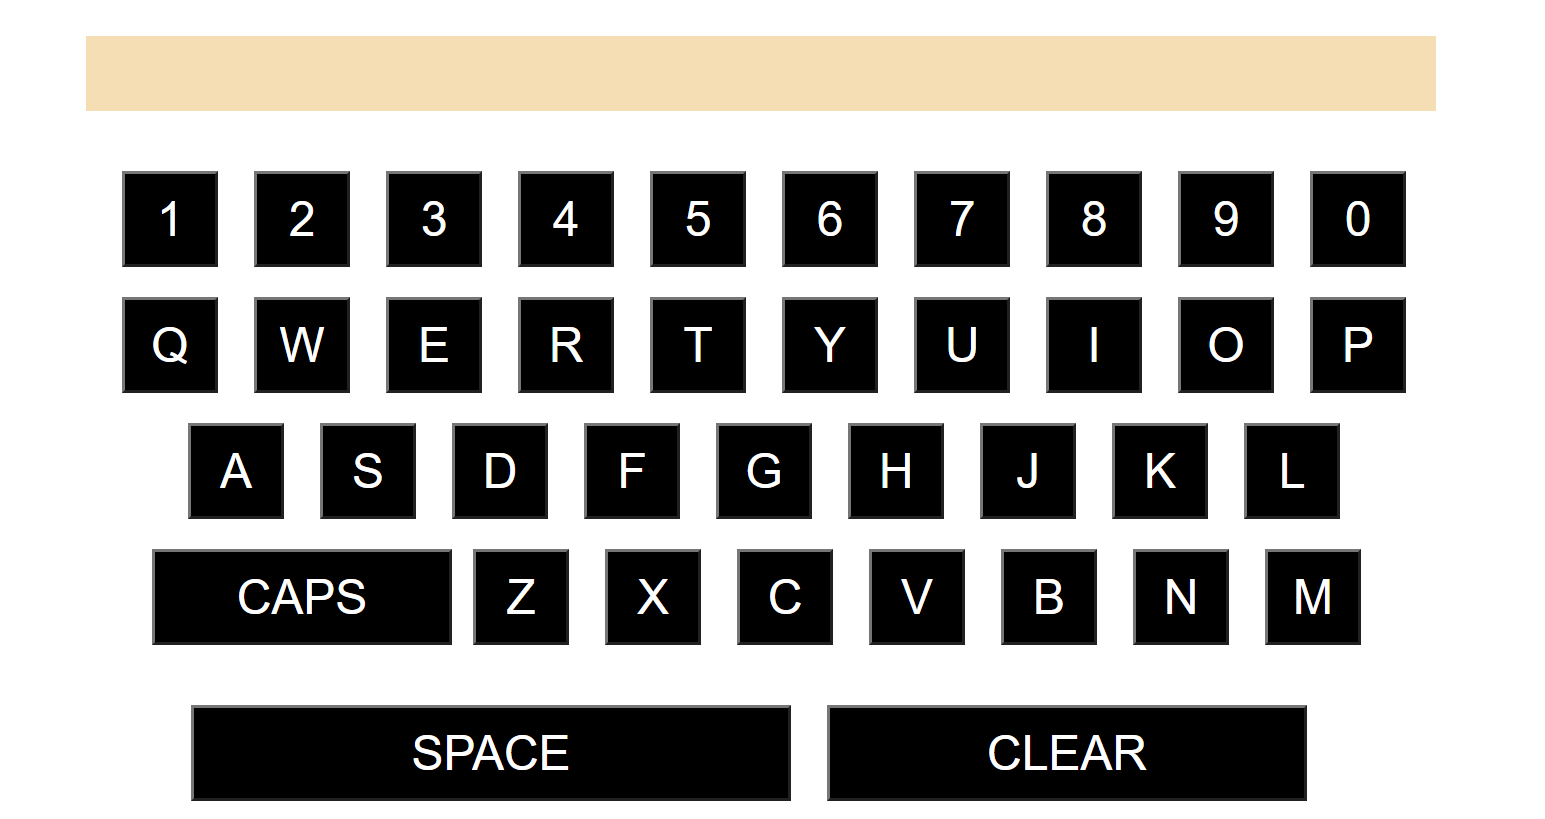 1 2 3 4 5 6 7 8 9 0
Q W E R T Y U I O P
A S D F G H J K L
CAPS Z X C V B N M
SPACE CLEAR